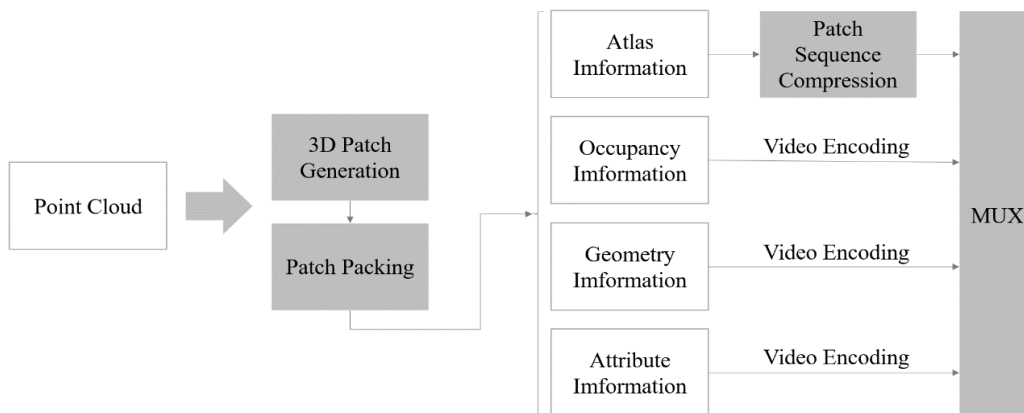 Point Cloud
3D Patch
Generation
Patch Packing
Atlas
Imformation
Patch
Sequence
Compression
Occupancy
Imformation
Video Encoding
Geometry
Imformation
Video Encoding
Attribute
Imformation
Video Encoding
MUX